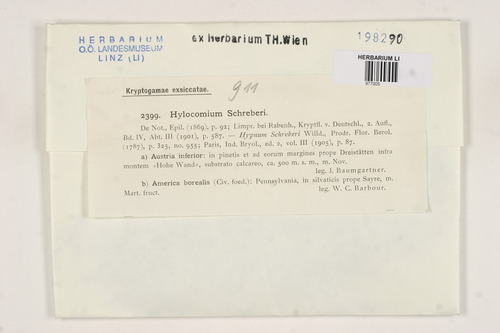 HERBARIUM
O.Ö. LANDESMUSEUM
LINZ (LI)
ex herbarium TH.Wien
198290
HERBARIUM LI
977005
Kryptogamae exsiccatae.
911
2399. Hylocomium Schreberi.
De Not., Epil. (1869), p. 92; Limpr. bei Rabenh., Kryptfl. v. Deutschl., 2. Aufl.,
Bd. IV, Abt. III (1901), p. 587. — Hypnum Schreberi Willd., Prodr. Flor. Berol.
(1787), p. 325, no. 955; Paris, Ind. Bryol., ed. 2, vol. III (1905), p. 87.
a) Austria inferior: in pinetis et ad eorum margines prope Dreistätten infra
montem »Hohe Wand«, substrato calcareo, ca. 500 m. s. m., m. Nov.
leg. J. Baumgartner.
b) America borealis (Civ. foed.): Pennsylvania, in silvaticis prope Sayre, m.
Mart. fruct.
leg. W. C. Barbour.